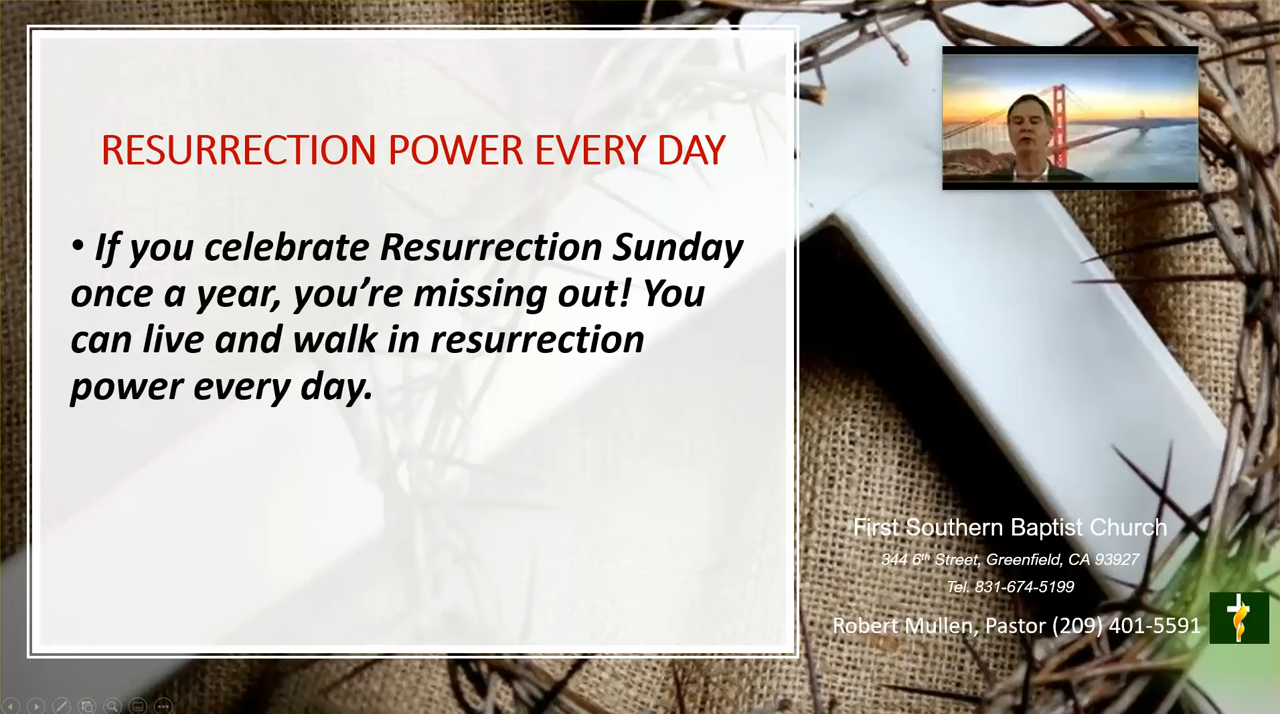 RESURRECTION POWER EVERY DAY
• If you celebrate Resurrection Sunday
once a year, you’re missing out! You
can live and walk in resurrection
power every day.
First Southern Baptist Church
344 6th Street, Greenfield, CA 93927
Tel. 831-674-5199
Robert Mullen, Pastor (209) 401-5591